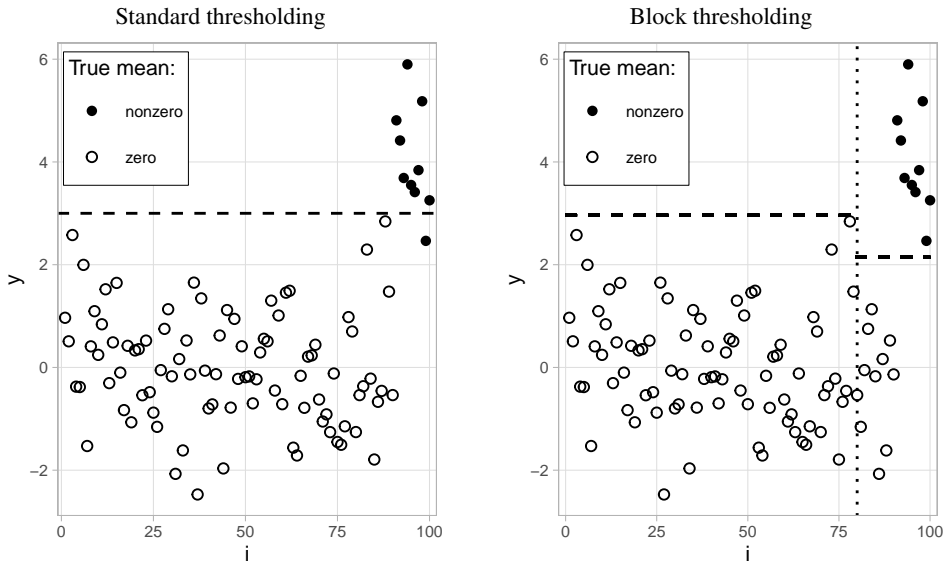 Standard thresholding
True mean:
nonzero
zero
6
4
2
0
−2
y
0
25
50
75
100
i
Block thresholding
True mean:
nonzero
zero
6
4
2
0
−2
y
0
25
50
75
100
i